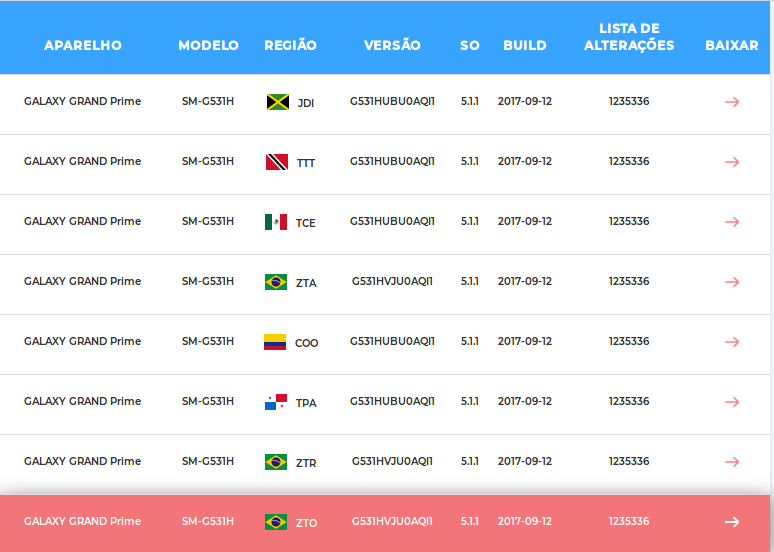 APARELHO MODELO REGIÃO VERSÃO SO BUILD LISTA DE ALTERAÇÕES BAIXAR
GALAXY GRAND Prime SM-G531H JDI G531HUBU0AQI1 5.1.1 2017-09-12 1235336
GALAXY GRAND Prime SM-G531H TTT G531HUBU0AQI1 5.1.1 2017-09-12 1235336
GALAXY GRAND Prime SM-G531H TCE G531HUBU0AQI1 5.1.1 2017-09-12 1235336
GALAXY GRAND Prime SM-G531H ZTA G531HVJU0AQI1 5.1.1 2017-09-12 1235336
GALAXY GRAND Prime SM-G531H COO G531HUBU0AQI1 5.1.1 2017-09-12 1235336
GALAXY GRAND Prime SM-G531H TPA G531HUBU0AQI1 5.1.1 2017-09-12 1235336
GALAXY GRAND Prime SM-G531H ZTR G531HVJU0AQI1 5.1.1 2017-09-12 1235336
GALAXY GRAND Prime SM-G531H ZTO G531HVJU0AQI1 5.1.1 2017-09-12 1235336